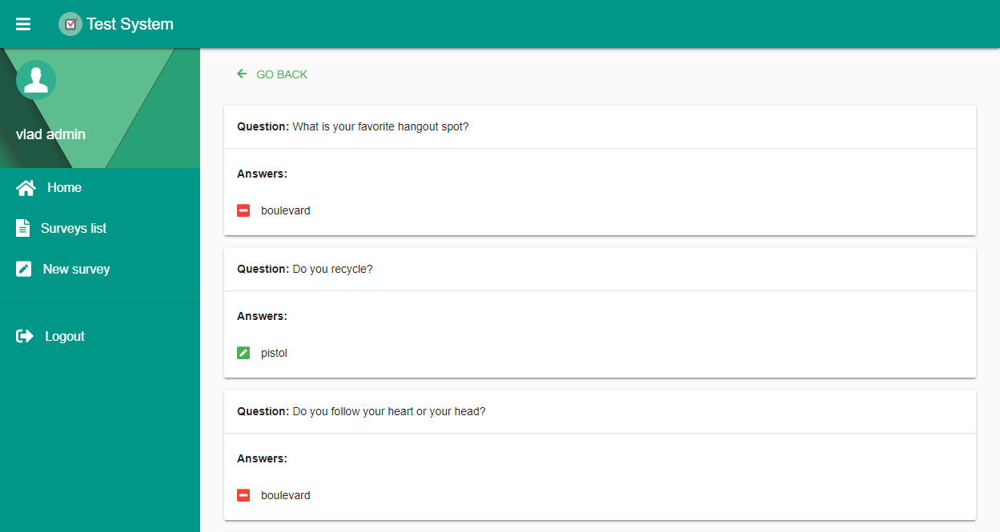 Test System
vlad admin
Home
Surveys list
New survey
Logout
GO BACK
Question: What is your favorite hangout spot?
Answers:
boulevard
Question: Do you recycle?
Answers:
pistol
Question: Do you follow your heart or your head?
Answers:
boulevard